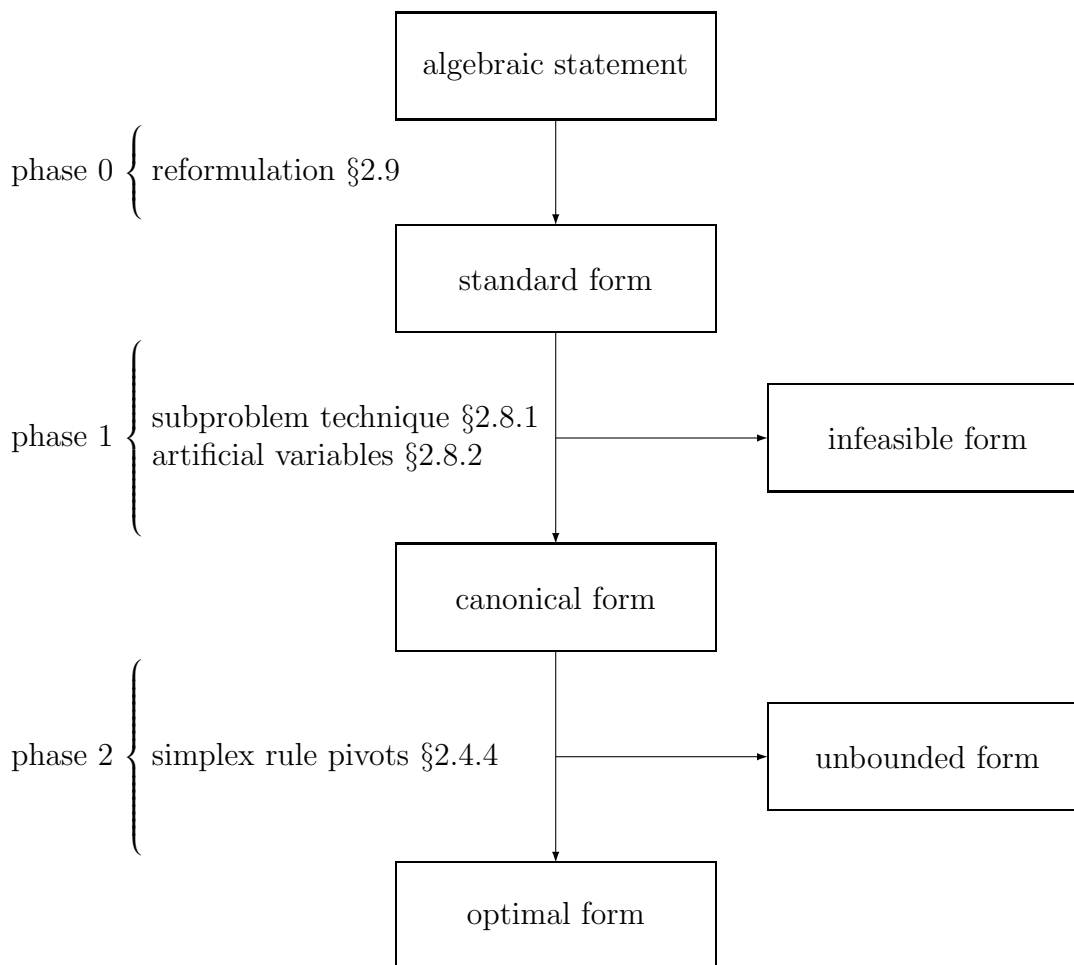 algebraic statement
phase 0
reformulation §2.9
standard form
phase 1
subproblem technique §2.8.1
artificial variables §2.8.2
infeasible form
canonical form
phase 2
simplex rule pivots §2.4.4
unbounded form
optimal form